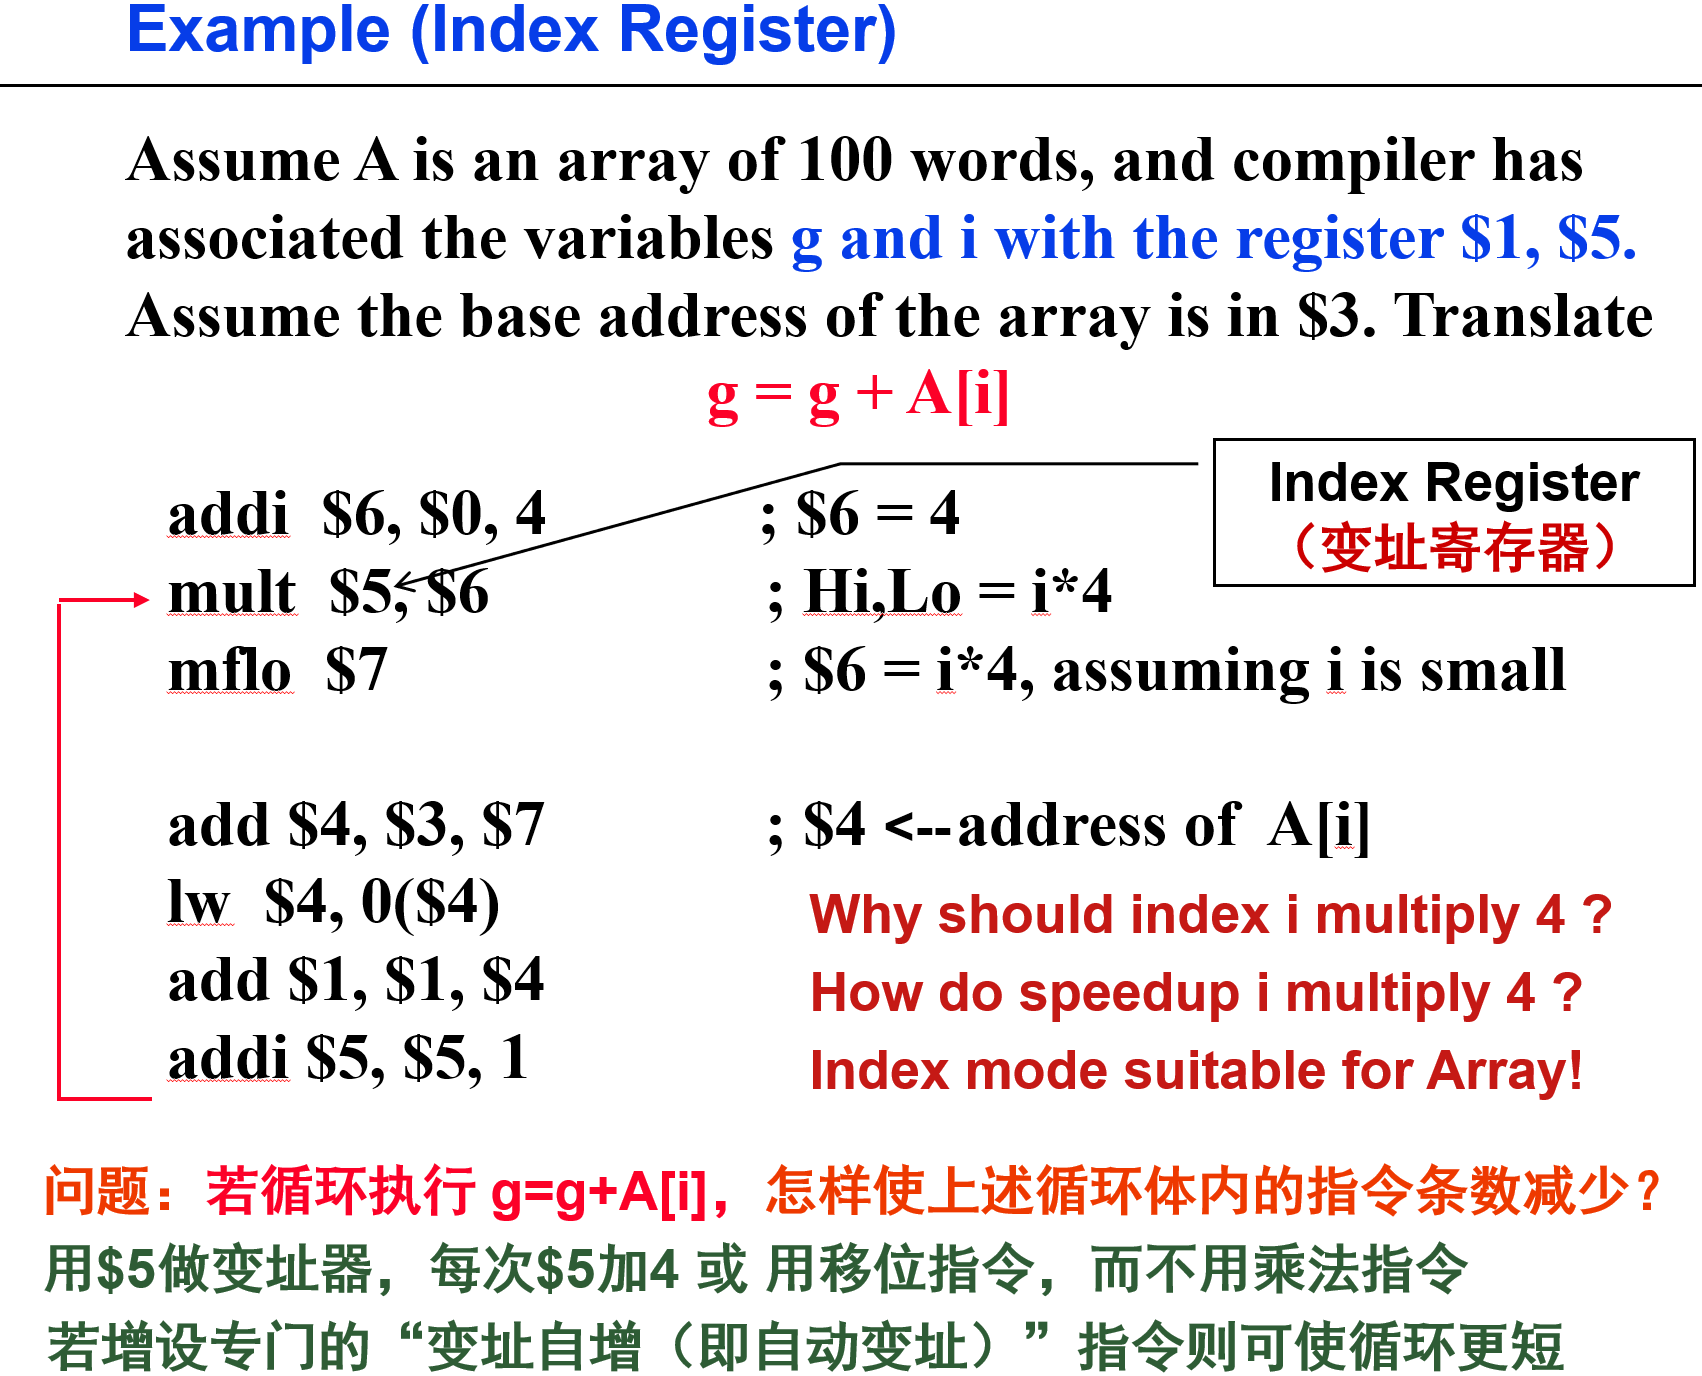 Example (Index Register)
Assume A is an array of 100 words, and compiler has
associated the variables g and i with the register $1, $5.
Assume the base address of the array is in $3. Translate
g = g + A[i]
Index Register
（变址寄存器）
addi $6, $0, 4 ; $6 = 4
mult $5, $6 ; Hi,Lo = i*4
mflo $7 ; $6 = i*4, assuming i is small
add $4, $3, $7 ; $4 <--address of A[i]
lw $4, 0($4)
Why should index i multiply 4 ?
add $1, $1, $4
How do speedup i multiply 4 ?
addi $5, $5, 1
Index mode suitable for Array!
问题：若循环执行 g=g+A[i]，怎样使上述循环体内的指令条数减少？
用$5做变址器，每次$5加4 或 用移位指令，而不用乘法指令
若增设专门的“变址自增（即自动变址）”指令则可使循环更短